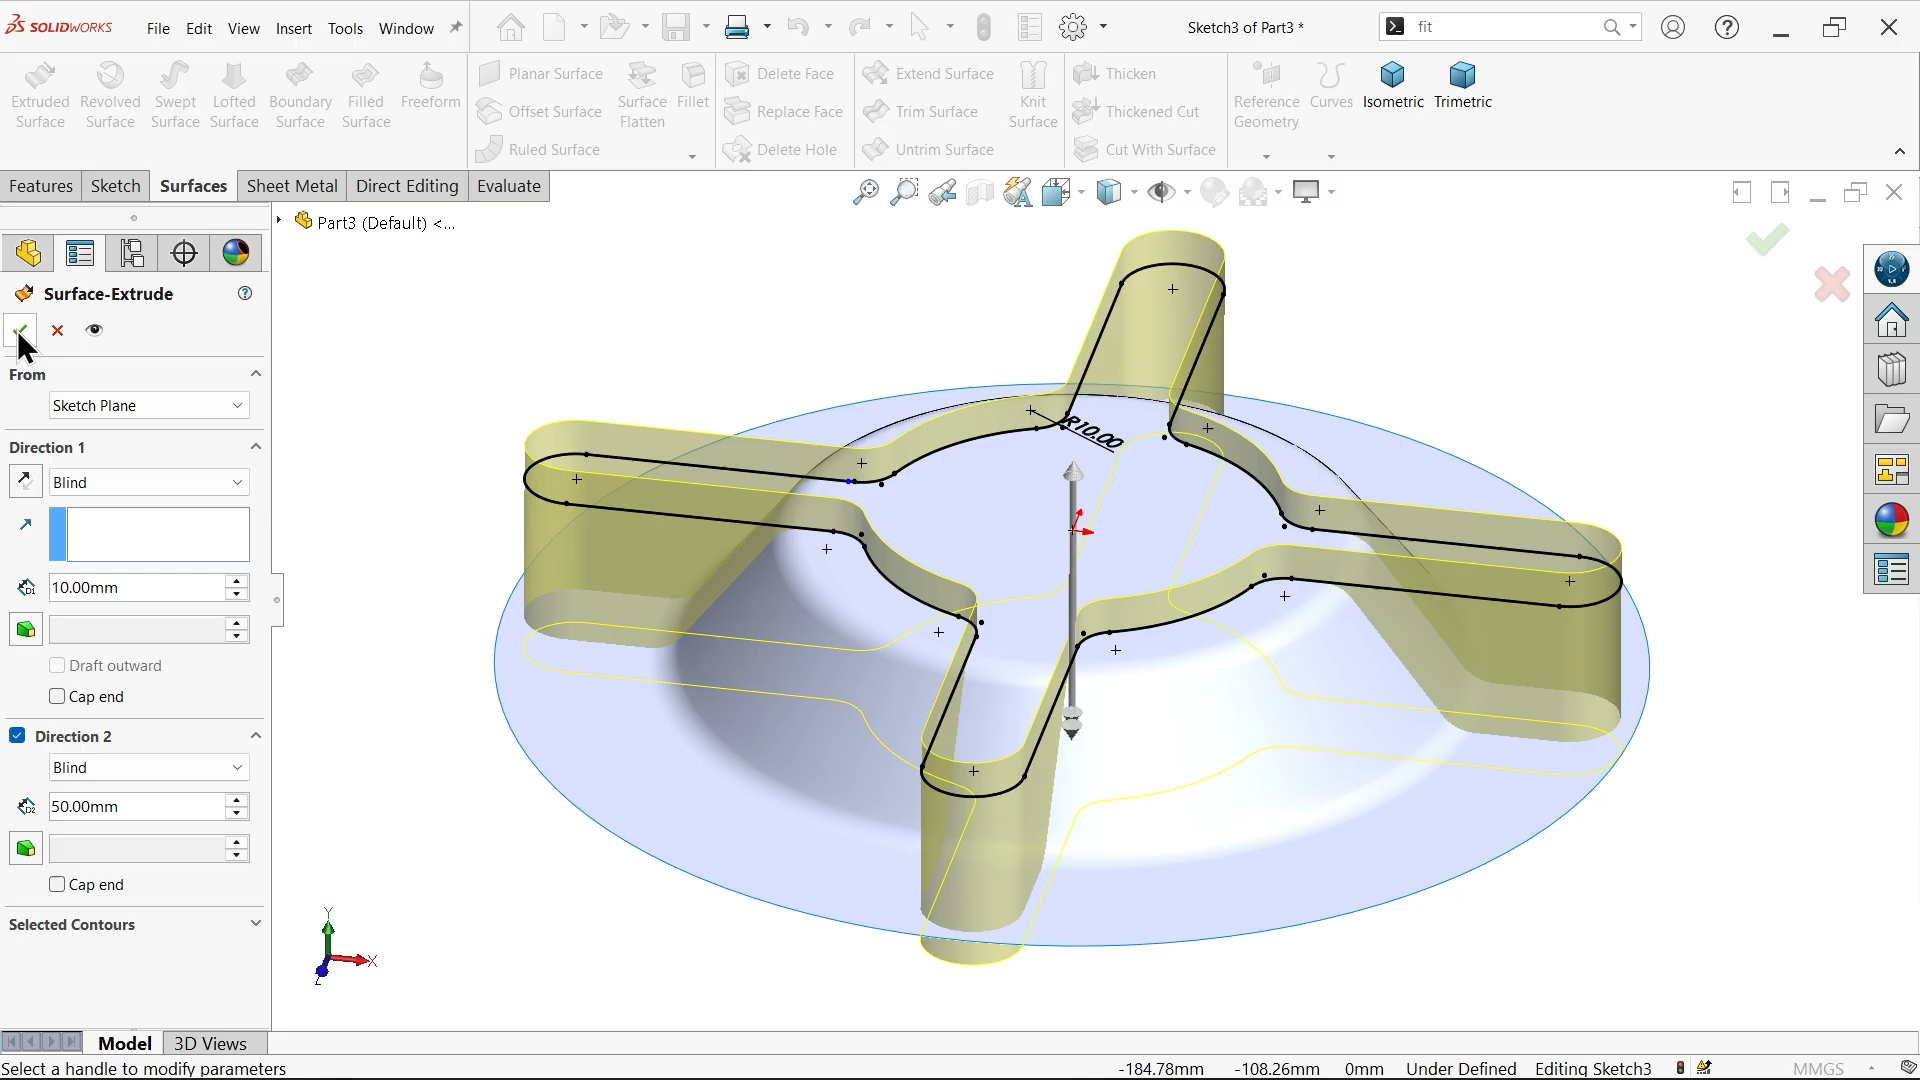 SOLIDWORKS File Edit View Insert Tools Window Sketch3 of Part3 * fit
Extruded Surface Revolved Surface Swept Surface Lofted Surface Boundary Surface Filled Surface Freeform
Planar Surface
Offset Surface
Ruled Surface
Surface Flatten
Fillet
Delete Face
Replace Face
Delete Hole
Extend Surface
Trim Surface
Untrim Surface
Knit Surface
Thicken
Thickened Cut
Cut With Surface
Reference Geometry
Curves
Isometric
Trimetric
Features Sketch Surfaces Sheet Metal Direct Editing Evaluate
Part3 (Default) <...
Surface-Extrude
From
Sketch Plane
Direction 1
Blind
10.00mm
Draft outward
Cap end
Direction 2
Blind
50.00mm
Cap end
Selected Contours
R10.00
Y
X
Z
Model 3D Views
Select a handle to modify parameters -184.78mm -108.26mm 0mm Under Defined Editing Sketch3 MMGS